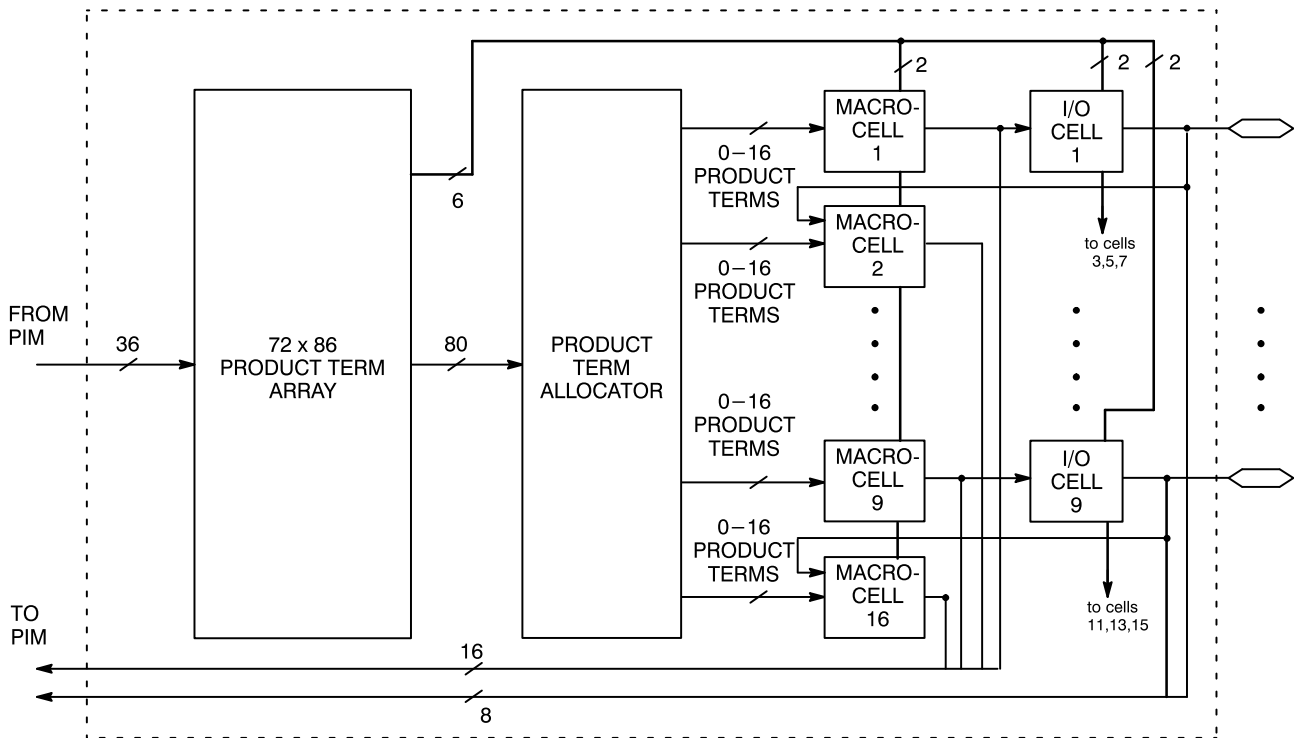 2
2
2
MACRO-
CELL
1
I/O
CELL
1
0–16
PRODUCT
TERMS
6
MACRO-
CELL
2
to cells
3,5,7
0–16
PRODUCT
TERMS
FROM
PIM
36
72 x 86
PRODUCT TERM
ARRAY
80
PRODUCT
TERM
ALLOCATOR
0–16
PRODUCT
TERMS
MACRO-
CELL
9
I/O
CELL
9
0–16
PRODUCT
TERMS
MACRO-
CELL
16
to cells
11,13,15
TO
PIM
16
8